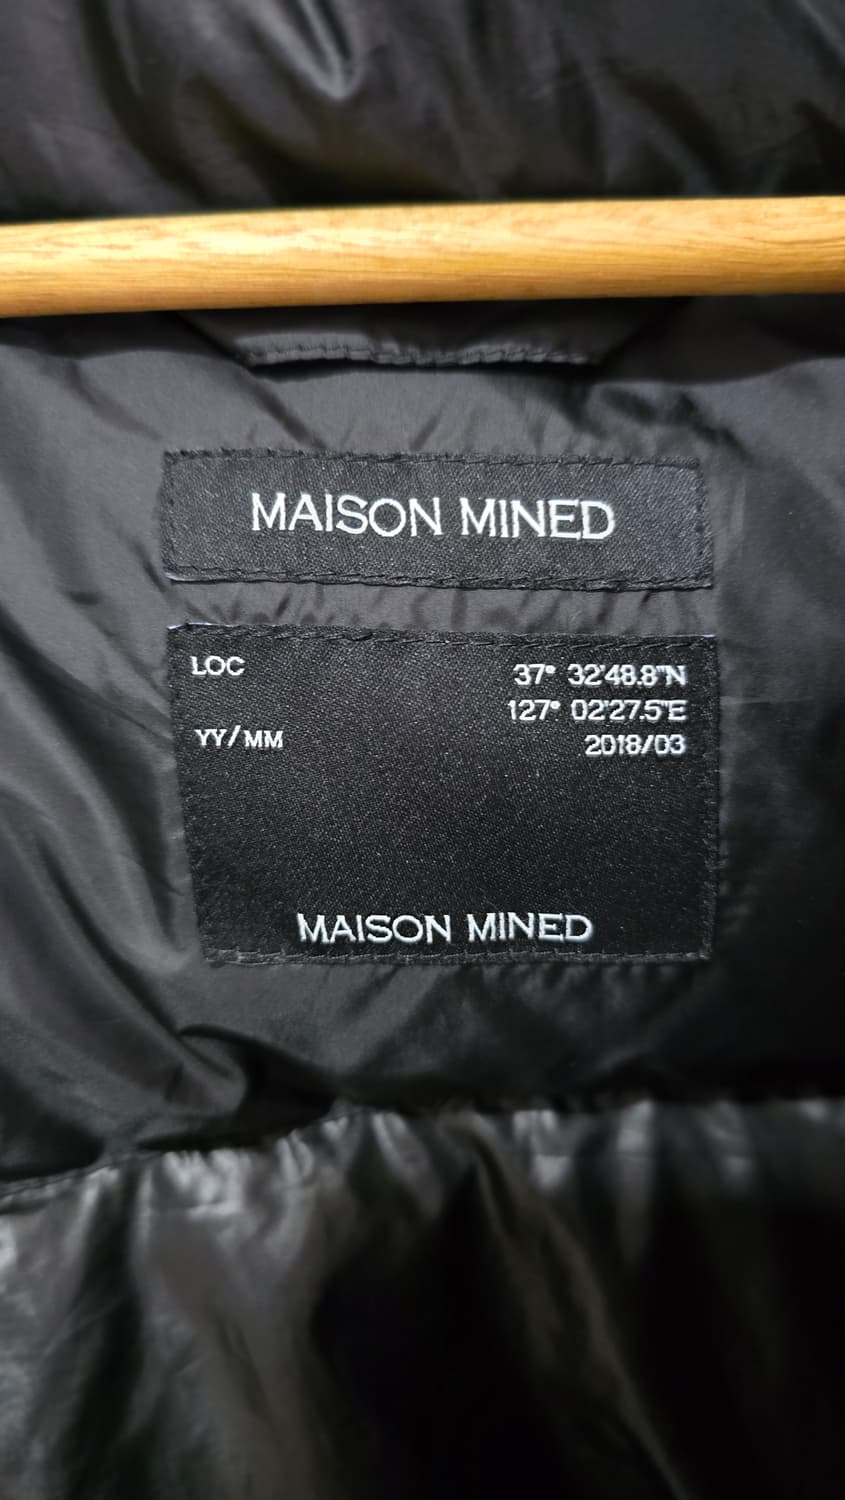 MAISON MINED
LOC 37° 32'48.8"N
127° 02'27.5"E
YY/MM 2018/03
MAISON MINED